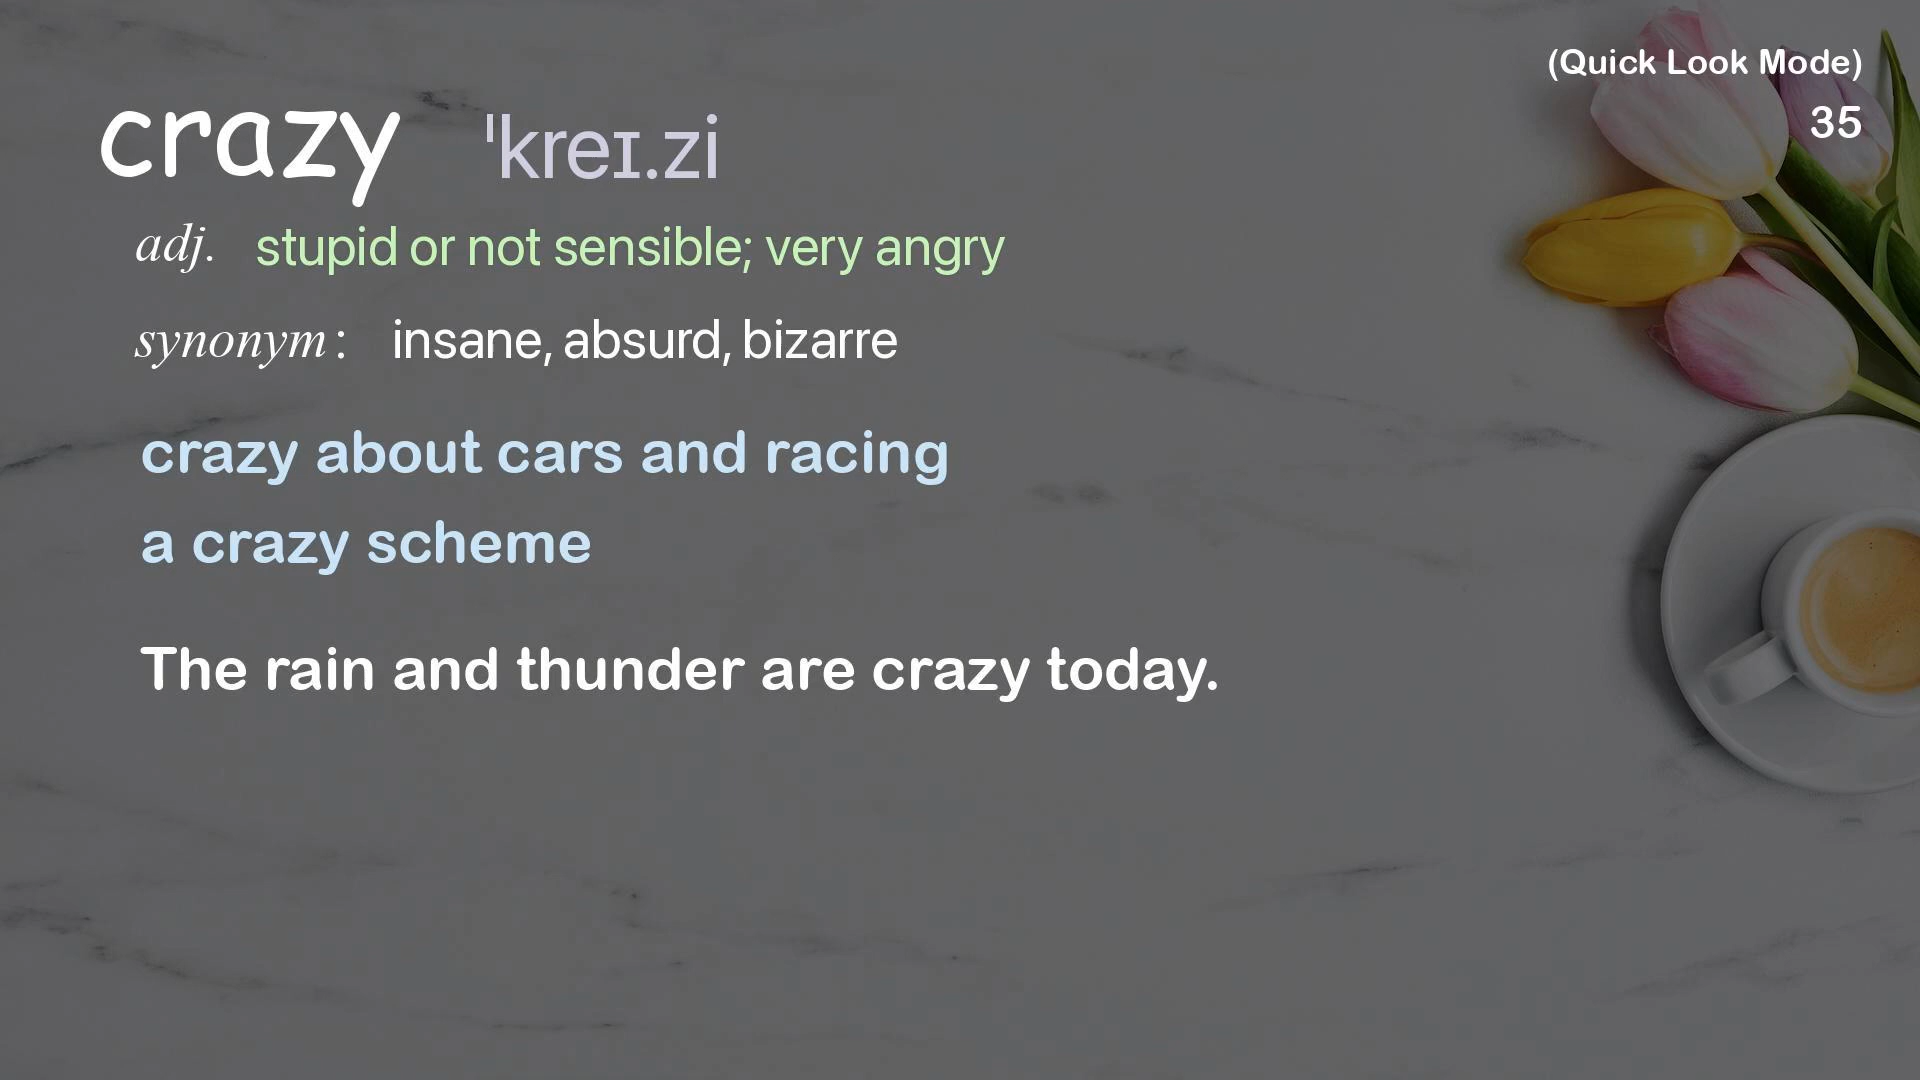 (Quick Look Mode)
35
crazy ˈkreɪ.zi
adj. stupid or not sensible; very angry
synonym: insane, absurd, bizarre
crazy about cars and racing
a crazy scheme
The rain and thunder are crazy today.